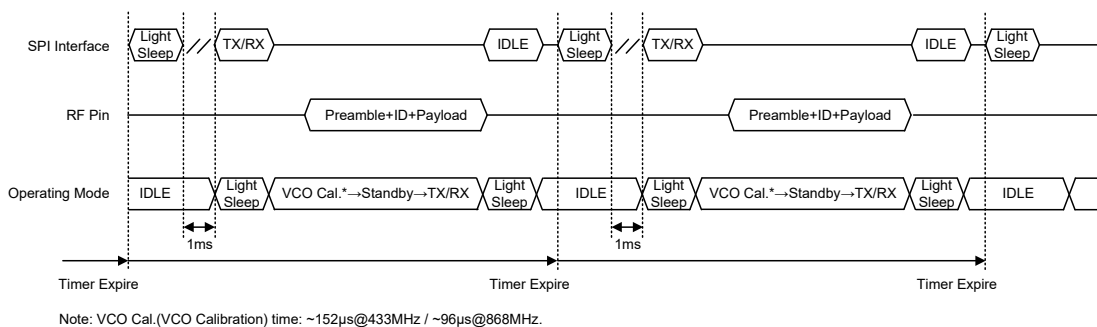 SPI Interface
Light Sleep
TX/RX
IDLE
Light Sleep
TX/RX
IDLE
Light Sleep
RF Pin
Preamble+ID+Payload
Preamble+ID+Payload
Operating Mode
IDLE
Light Sleep
VCO Cal.*→Standby→TX/RX
Light Sleep
IDLE
Light Sleep
VCO Cal.*→Standby→TX/RX
Light Sleep
IDLE
1ms
1ms
Timer Expire
Timer Expire
Timer Expire
Note: VCO Cal.(VCO Calibration) time: ~152μs@433MHz / ~96μs@868MHz.